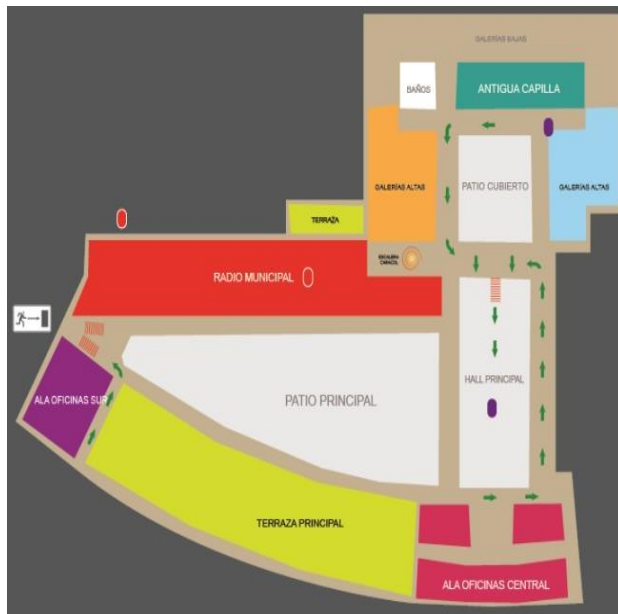 GALERÍAS BAJAS
BAÑOS
ANTIGUA CAPILLA
GALERÍAS ALTAS
PATIO CUBIERTO
GALERÍAS ALTAS
TERRAZA
ESCALERA
CARACOL
RADIO MUNICIPAL
HALL PRINCIPAL
ALA OFICINAS SUR
PATIO PRINCIPAL
TERRAZA PRINCIPAL
ALA OFICINAS CENTRAL